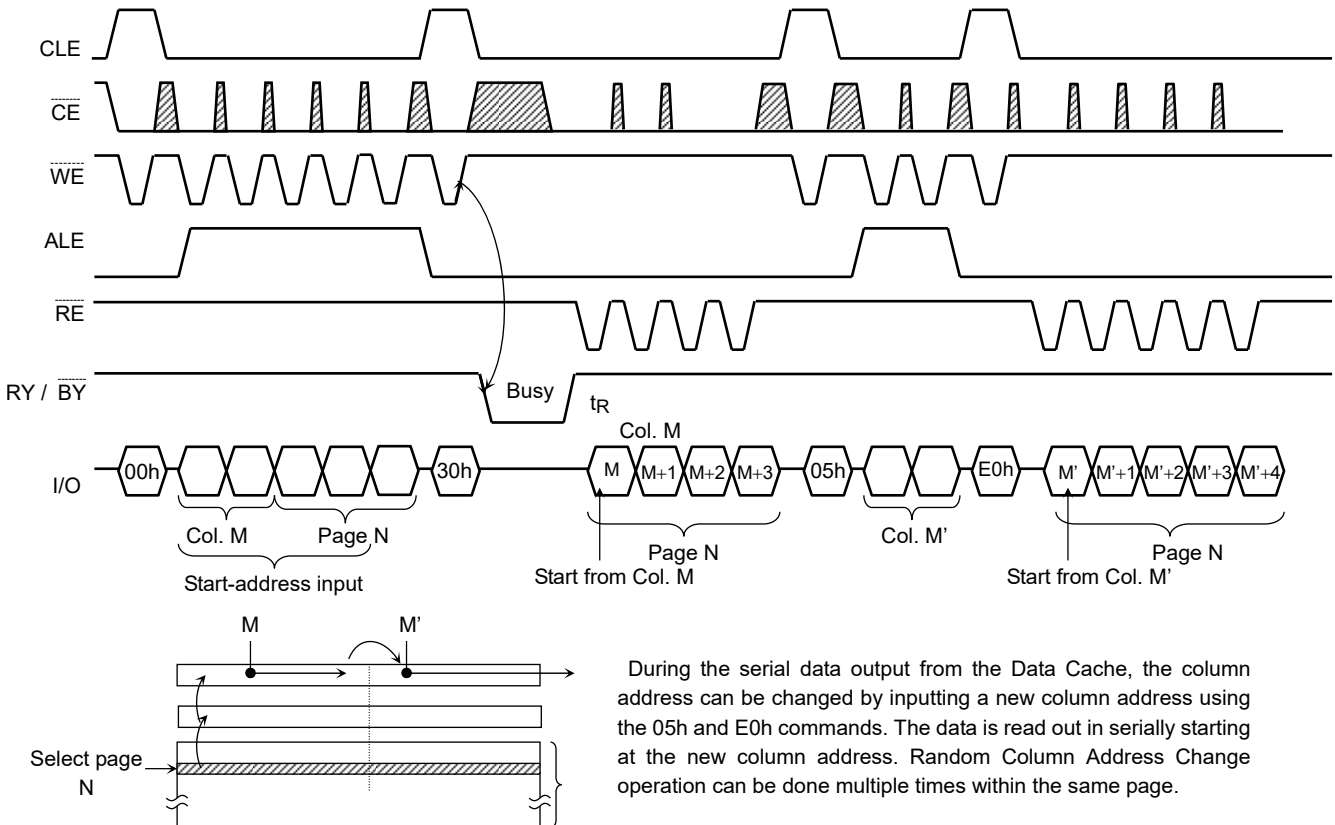 CLE
CE
WE
ALE
RE
RY / BY
Busy
tR
Col. M
I/O
00h
30h
M
M+1
M+2
M+3
05h
E0h
M'
M'+1
M'+2
M'+3
M'+4
Col. M
Page N
Col. M'
Page N
Page N
Start-address input
Start from Col. M
Start from Col. M'
M
M'
Select page
N
During the serial data output from the Data Cache, the column
address can be changed by inputting a new column address using
the 05h and E0h commands. The data is read out in serially starting
at the new column address. Random Column Address Change
operation can be done multiple times within the same page.